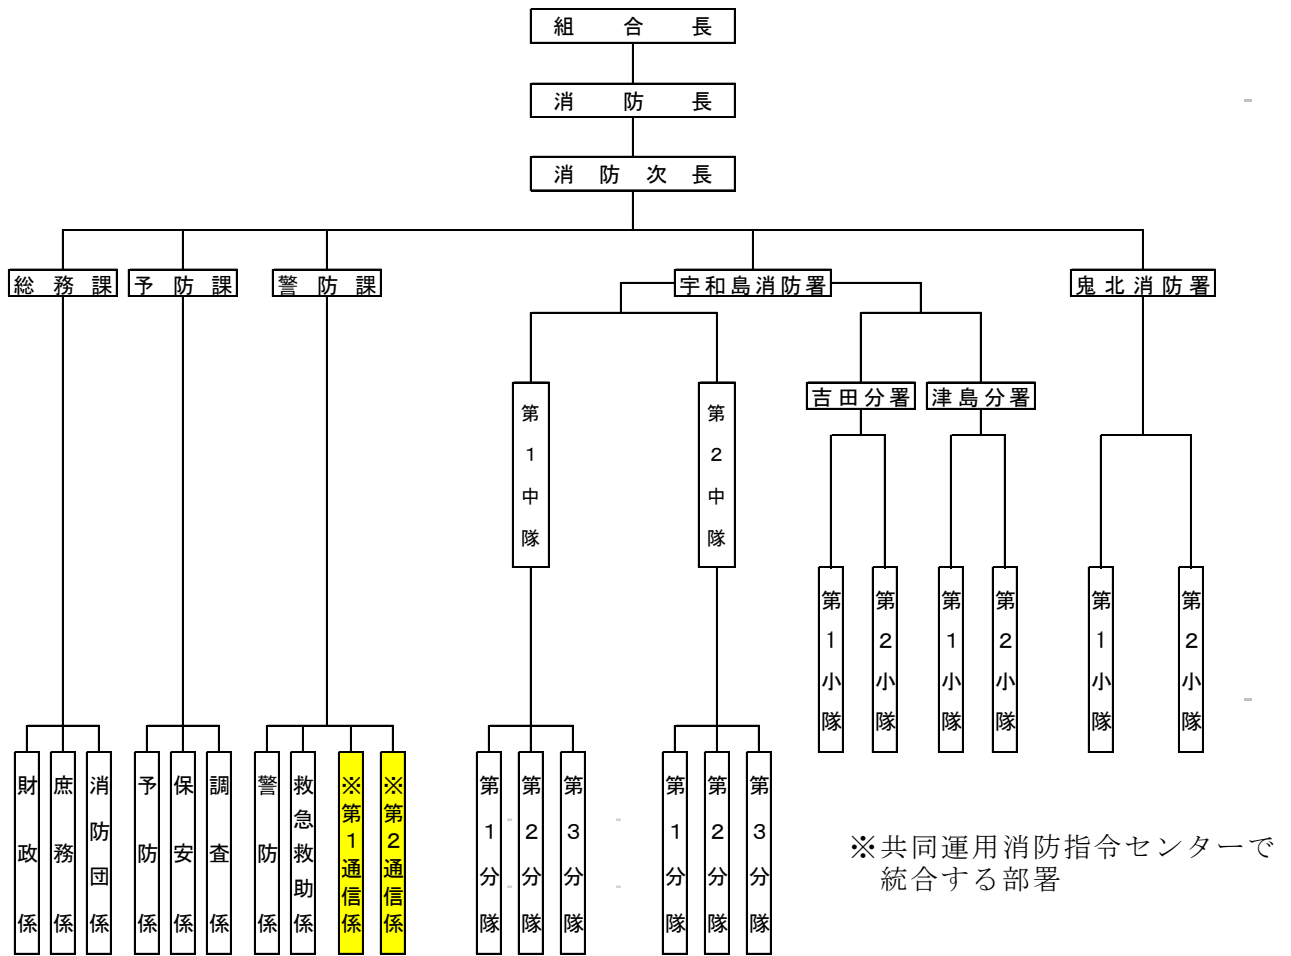 組合長
消防長
消防次長
総務課
予防課
警防課
宇和島消防署
鬼北消防署
第1中隊
第2中隊
吉田分署
津島分署
第1小隊
第2小隊
第1小隊
第2小隊
第1小隊
第2小隊
財政係
庶務係
消防団係
予防係
保安係
調査係
警防係
救急救助係
※第1通信係
※第2通信係
第1分隊
第2分隊
第3分隊
第1分隊
第2分隊
第3分隊
※共同運用消防指令センターで
統合する部署